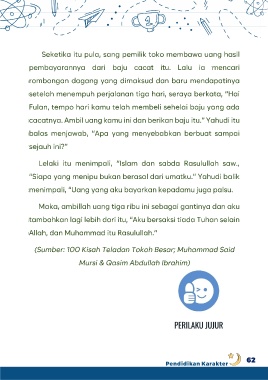 Seketika itu pula, sang pemilik toko membawa uang hasil
pembayarannya dari baju cacat itu. Lalu ia mencari
rombongan dagang yang dimaksud dan baru mendapatinya
setelah menempuh perjalanan tiga hari, seraya berkata, "Hai
Fulan, tempo hari kamu telah membeli sehelai baju yang ada
cacatnya. Ambil uang kamu ini dan berikan baju itu." Yahudi itu
balas menjawab, "Apa yang menyebabkan berbuat sampai
sejauh ini?"
Lelaki itu menimpali, "Islam dan sabda Rasulullah saw.,
"Siapa yang menipu bukan berasal dari umatku." Yahudi balik
menimpali, "Uang yang aku bayarkan kepadamu juga palsu.
Maka, ambillah uang tiga ribu ini sebagai gantinya dan aku
tambahkan lagi lebih dari itu, "Aku bersaksi tiada Tuhan selain
Allah, dan Muhammad itu Rasulullah."
(Sumber: 100 Kisah Teladan Tokoh Besar; Muhammad Said
Mursi & Qasim Abdullah Ibrahim)
PERILAKU JUJUR
Pendidikan Karakter 62